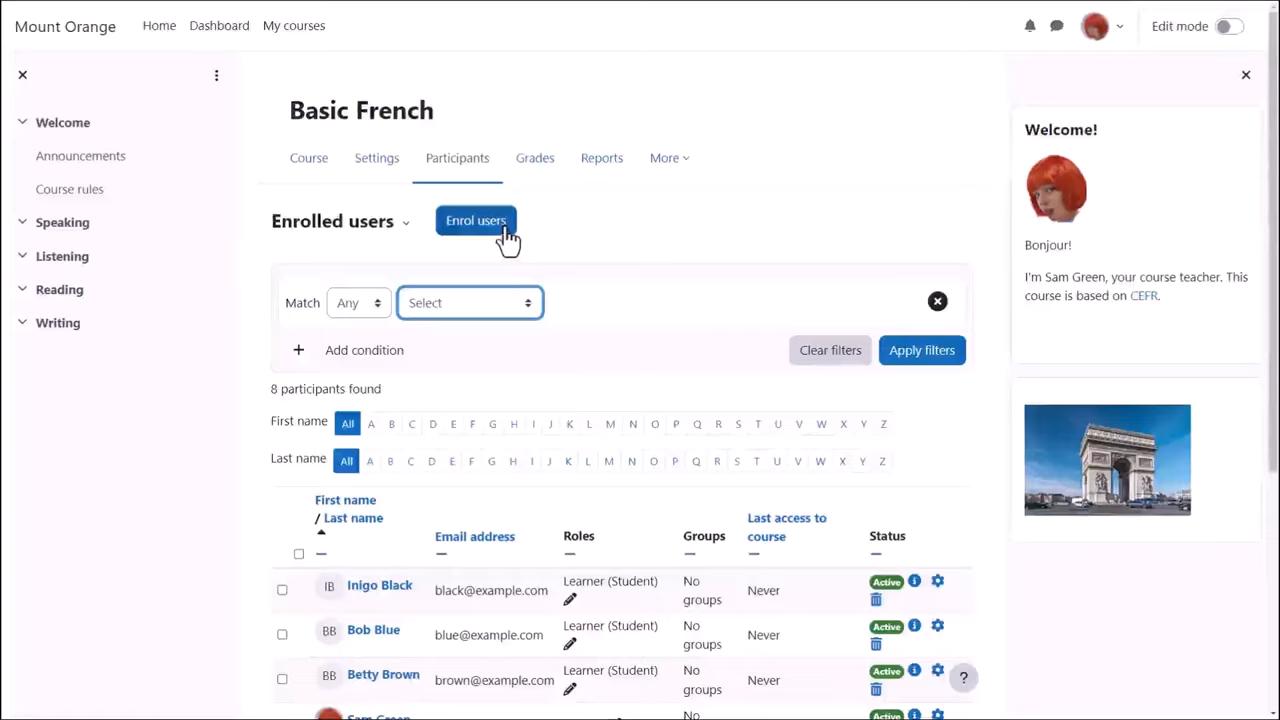 Mount Orange
Home Dashboard My courses
Edit mode
Welcome
Announcements
Course rules
Speaking
Listening
Reading
Writing
Basic French
Course Settings Participants Grades Reports More
Enrolled users
Enrol users
Match Any Select
+ Add condition
Clear filters Apply filters
8 participants found
First name All A B C D E F G H I J K L M N O P Q R S T U V W X Y Z
Last name All A B C D E F G H I J K L M N O P Q R S T U V W X Y Z
First name
/ Last name
Email address
Roles
Groups
Last access to
course
Status
IB Inigo Black black@example.com Learner (Student) No
groups Never Active
BB Bob Blue blue@example.com Learner (Student) No
groups Never Active
BB Betty Brown brown@example.com Learner (Student) No
groups Never Active
Sam Green No Active
?
Welcome!
Bonjour!
I'm Sam Green, your course teacher. This
course is based on CEFR.